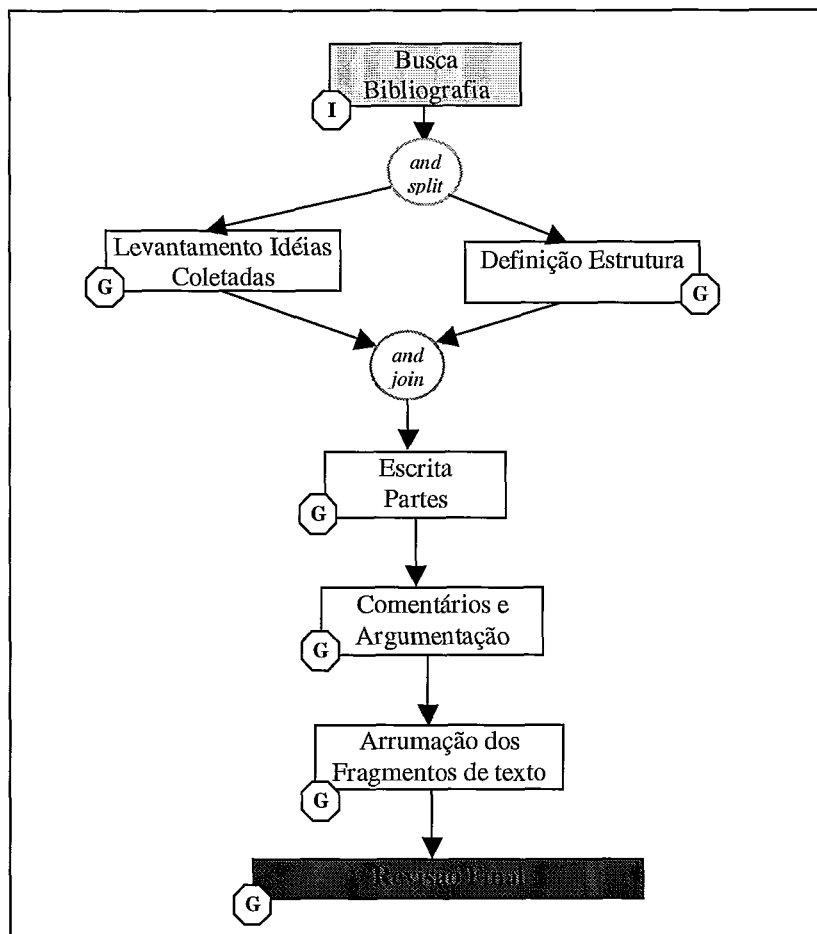 Busca
Bibliografia
I
and
split
Levantamento Idéias
Coletadas
G
Definição Estrutura
G
and
join
Escrita
Partes
G
Comentários e
Argumentação
G
Arrumação dos
Fragmentos de texto
G
Revisão Final
G